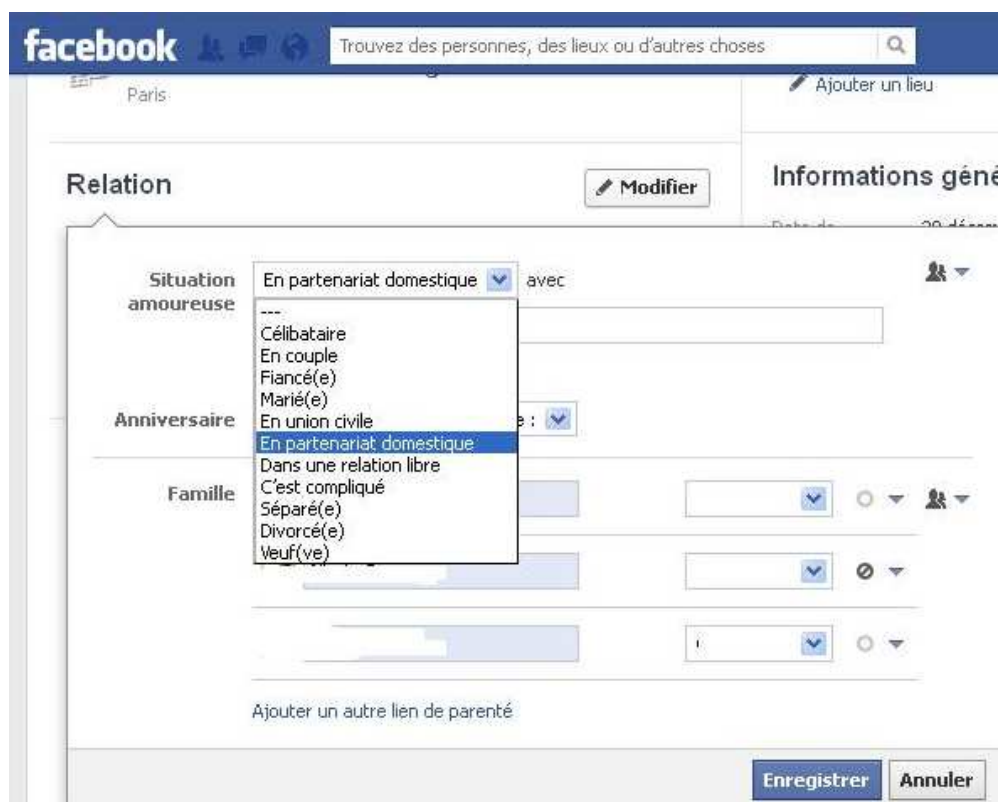 facebook
Trouvez des personnes, des lieux ou d'autres choses
Paris
Ajouter un lieu
Relation
Modifier
Informations géné
Situation amoureuse
En partenariat domestique
avec
---
Célibataire
En couple
Fiancé(e)
Marié(e)
En union civile
En partenariat domestique
Dans une relation libre
C'est compliqué
Séparé(e)
Divorcé(e)
Veuf(ve)
Anniversaire
e :
Famille
Ajouter un autre lien de parenté
Enregistrer
Annuler